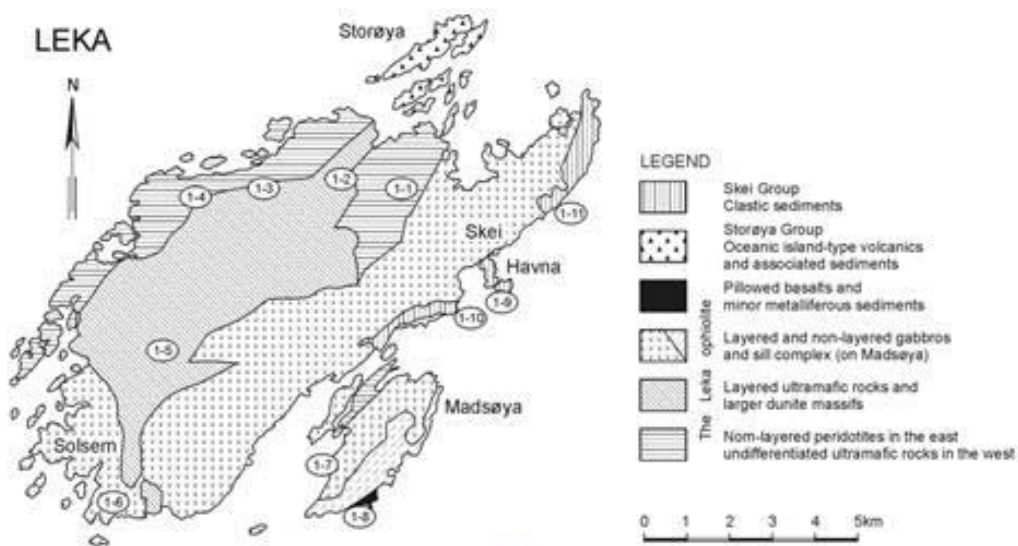 LEKA
Storøya
N
1-2
1-3
1-1
1-4
1-11
Skei
Havna
1-9
1-10
1-5
Madsøya
Solsem
1-7
1-6
1-8
LEGEND
Skei Group
Clastic sediments
Storøya Group
Oceanic island-type volcanics
and associated sediments
Pillowed basalts and
minor metalliferous sediments
Layered and non-layered gabbros
and sill complex (on Madsøya)
Layered ultramafic rocks and
larger dunite massifs
Nom-layered peridotites in the east
undifferentiated ultramafic rocks in the west
The Leka ophiolite
0 1 2 3 4 5km